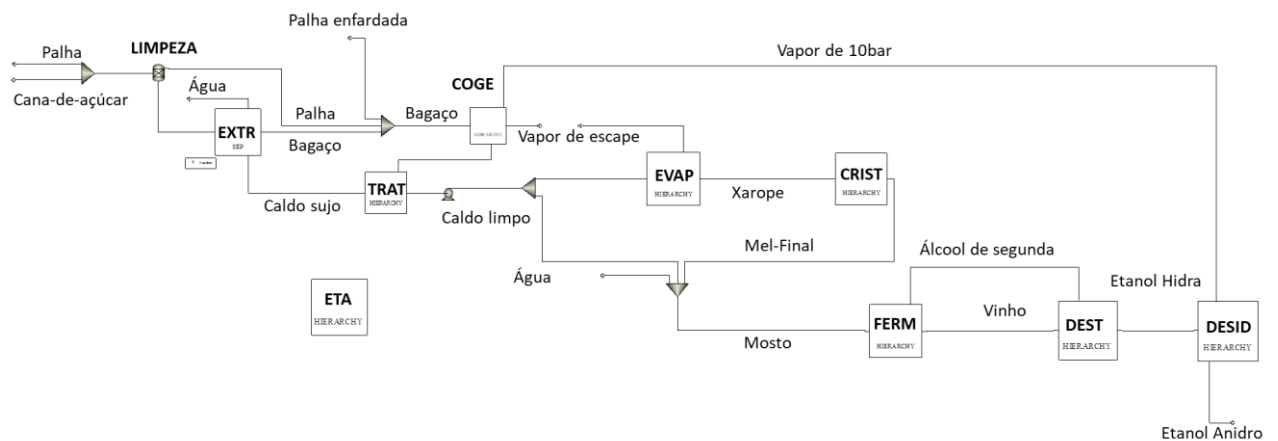 Palha enfardada
Palha
LIMPEZA
Vapor de 10bar
Cana-de-açúcar
Água
COGE
HIERARCHY
Palha
Bagaço
EXTR
SEP
Bagaço
Vapor de escape
TRAT
HIERARCHY
EVAP
HIERARCHY
CRIST
HIERARCHY
Caldo sujo
Caldo limpo
Xarope
Mel-Final
Água
Álcool de segunda
Etanol Hidra
ETA
HIERARCHY
FERM
HIERARCHY
Vinho
DEST
HIERARCHY
DESID
HIERARCHY
Mosto
Etanol Anidro